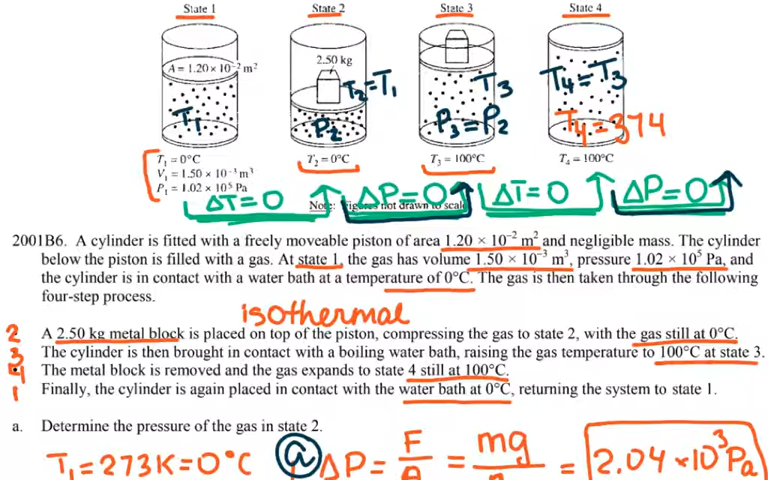 State 1 State 2 State 3 State 4
A = 1.20 × 10⁻² m²
2.50 kg
T₂=T₁
T₃
T₄=T₃
T₁
P₂
P₃=P₂
T₄=374
T₁ = 0°C T₂ = 0°C T₃ = 100°C T₄ = 100°C
V₁ = 1.50 × 10⁻³ m³
P₁ = 1.02 × 10⁵ Pa
ΔT=0 ΔP=0 ΔT=0 ΔP=0
Note: Figures not drawn to scale
2001B6. A cylinder is fitted with a freely moveable piston of area 1.20 × 10⁻² m² and negligible mass. The cylinder
below the piston is filled with a gas. At state 1, the gas has volume 1.50 × 10⁻³ m³, pressure 1.02 × 10⁵ Pa, and
the cylinder is in contact with a water bath at a temperature of 0°C. The gas is then taken through the following
four-step process.
isothermal
2 A 2.50 kg metal block is placed on top of the piston, compressing the gas to state 2, with the gas still at 0°C.
3 The cylinder is then brought in contact with a boiling water bath, raising the gas temperature to 100°C at state 3.
4 The metal block is removed and the gas expands to state 4 still at 100°C.
1 Finally, the cylinder is again placed in contact with the water bath at 0°C, returning the system to state 1.
a. Determine the pressure of the gas in state 2.
T₁=273K=0°C @ ΔP= F/A = mg = 2.04×10³Pa